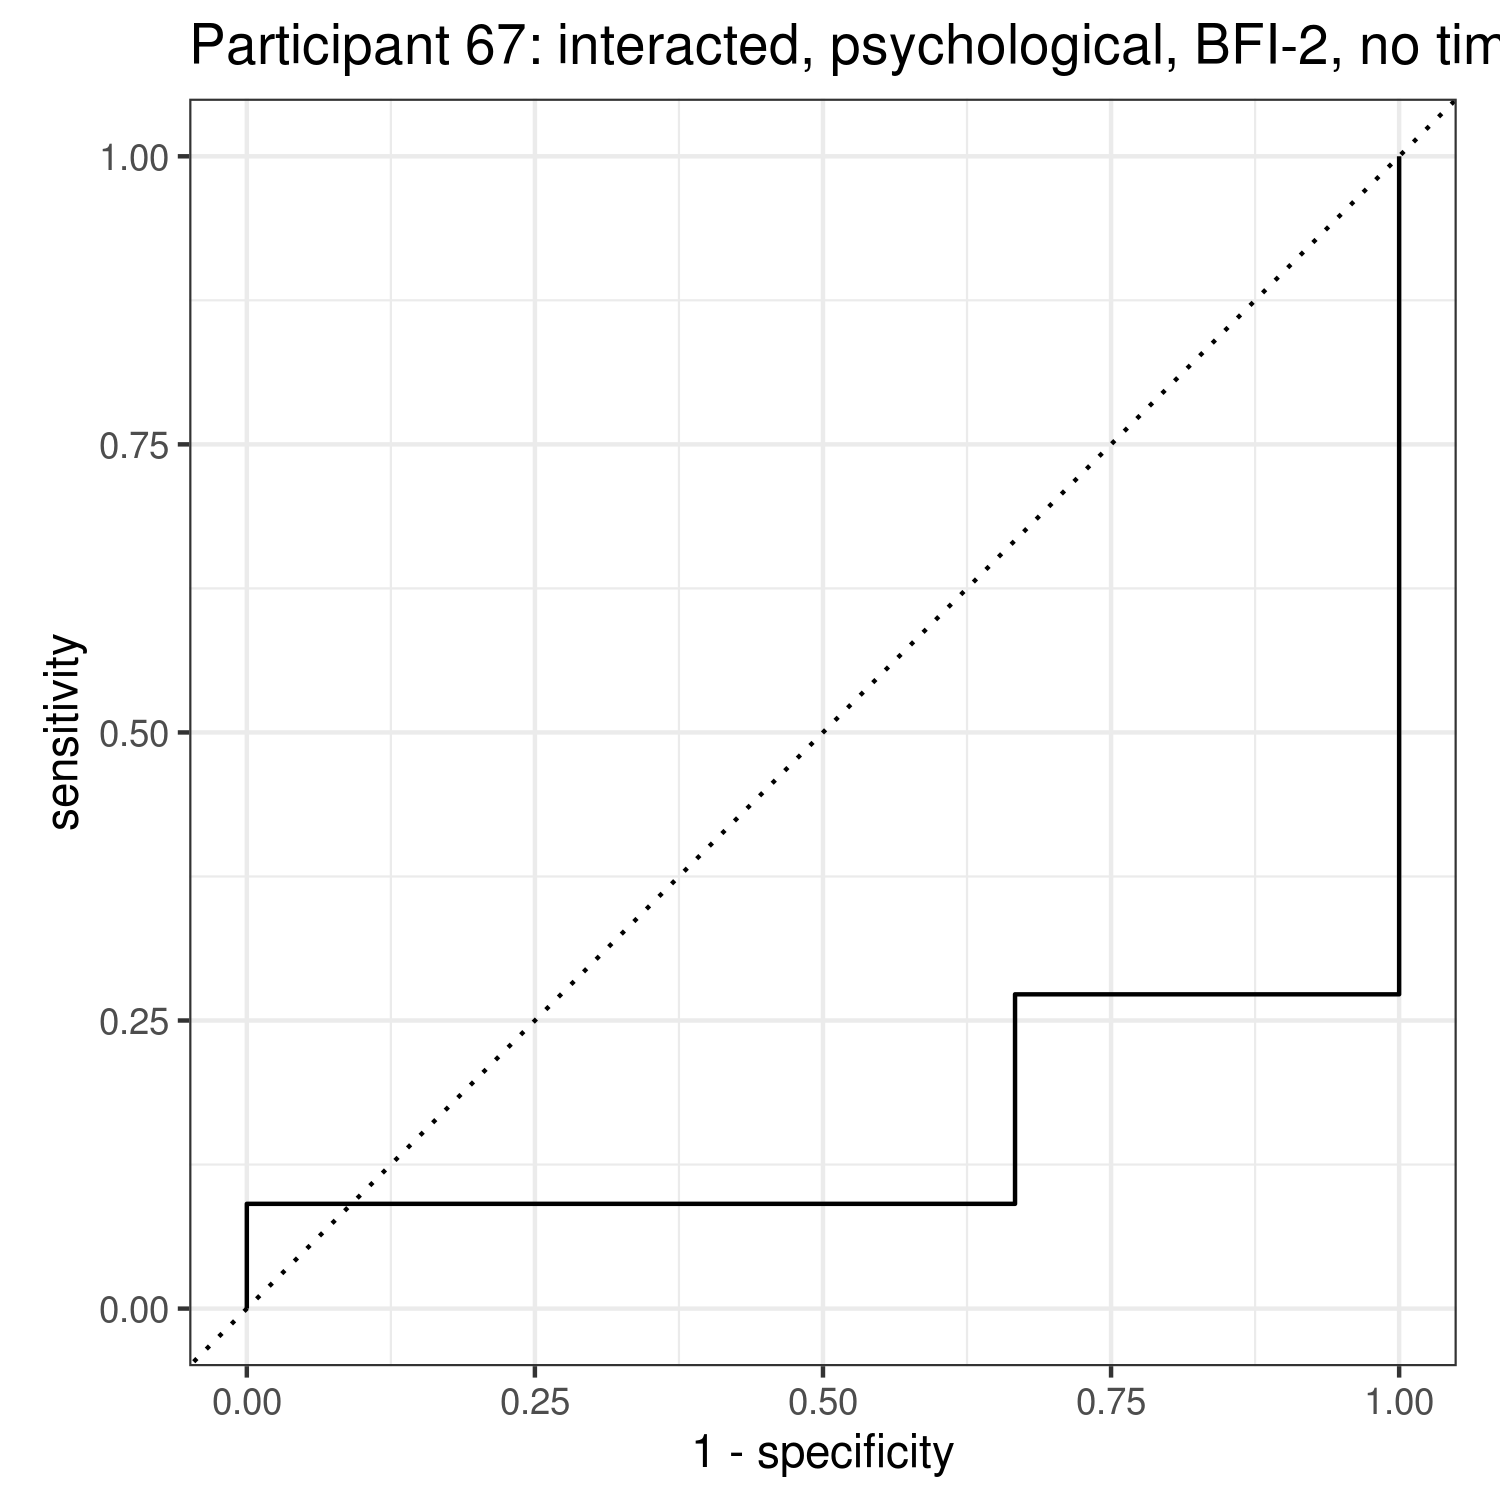 Participant 67: interacted, psychological, BFI-2, no tim
1.00
0.75
0.50
0.25
0.00
sensitivity
0.00 0.25 0.50 0.75 1.00
1 - specificity